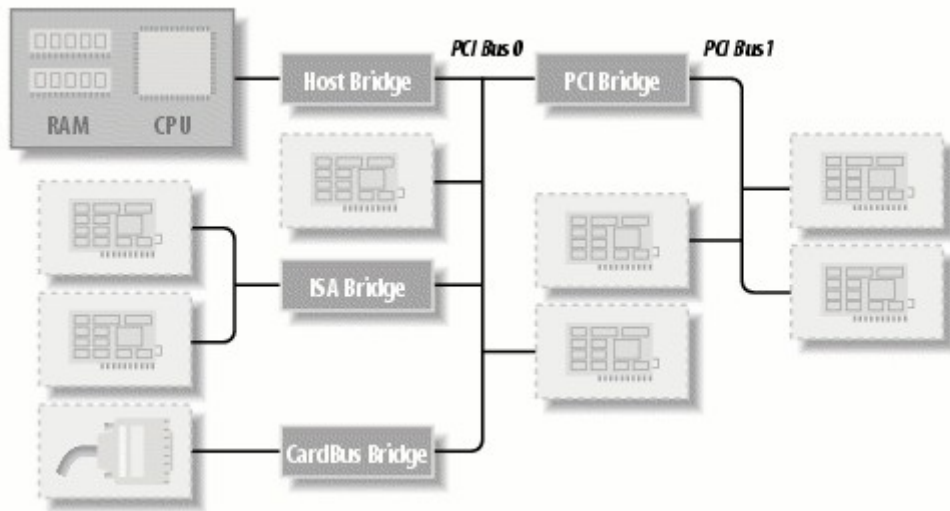 PCI Bus 0
PCI Bus 1
Host Bridge
PCI Bridge
RAM
CPU
ISA Bridge
CardBus Bridge